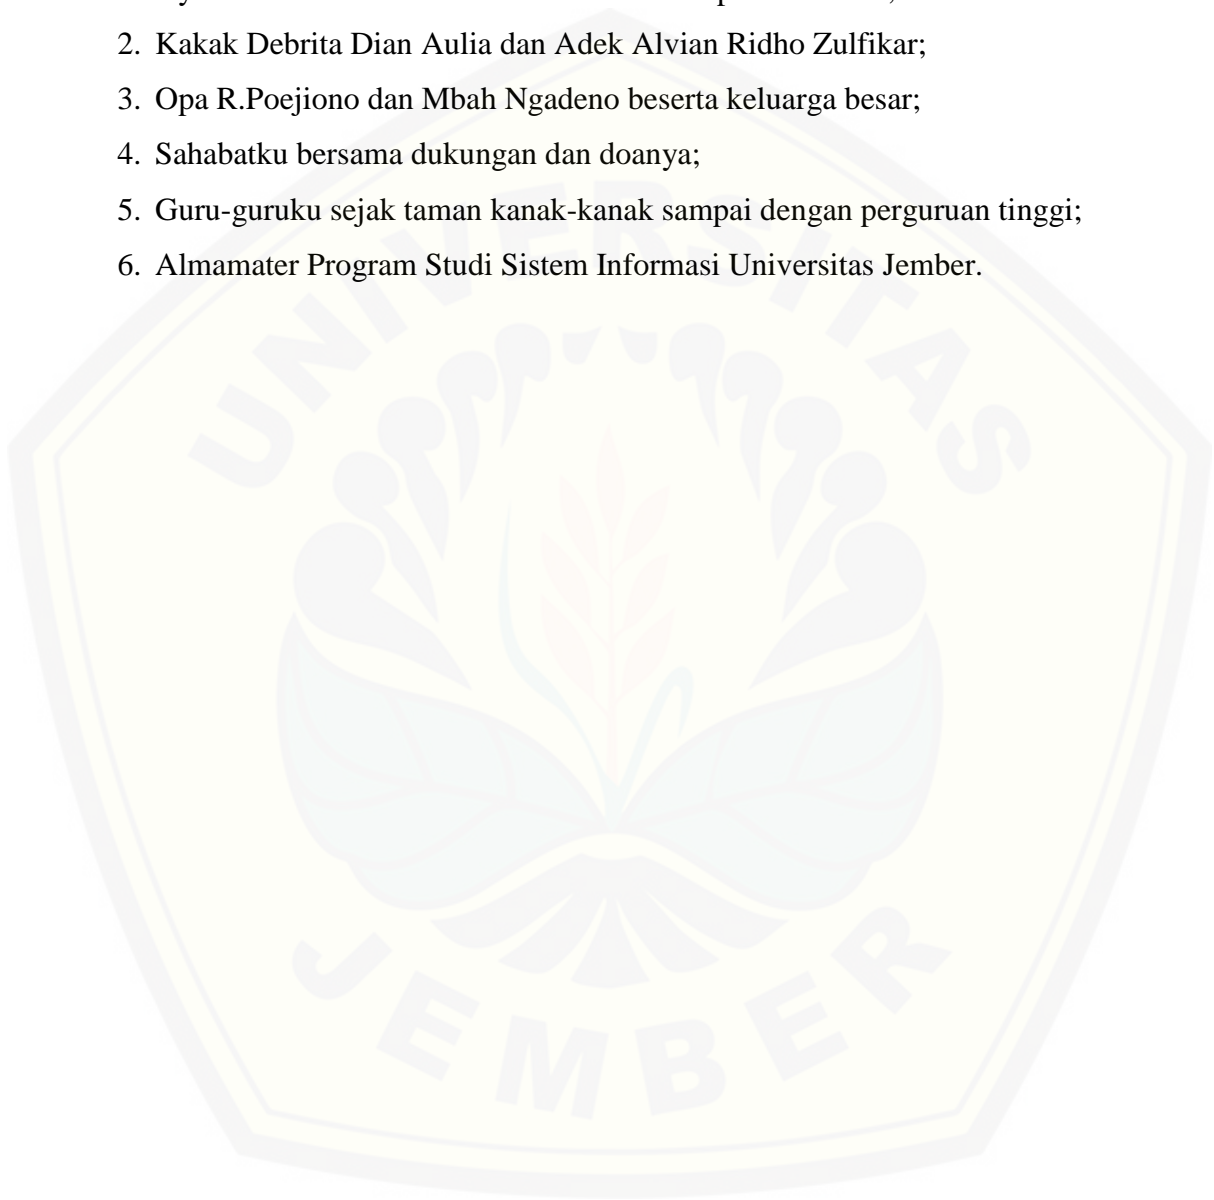 2. Kakak Debrita Dian Aulia dan Adek Alvian Ridho Zulfikar;
3. Opa R.Poejiono dan Mbah Ngadeno beserta keluarga besar;
4. Sahabatku bersama dukungan dan doanya;
5. Guru-guruku sejak taman kanak-kanak sampai dengan perguruan tinggi;
6. Almamater Program Studi Sistem Informasi Universitas Jember.
UNIVERSITAS
JEMBER